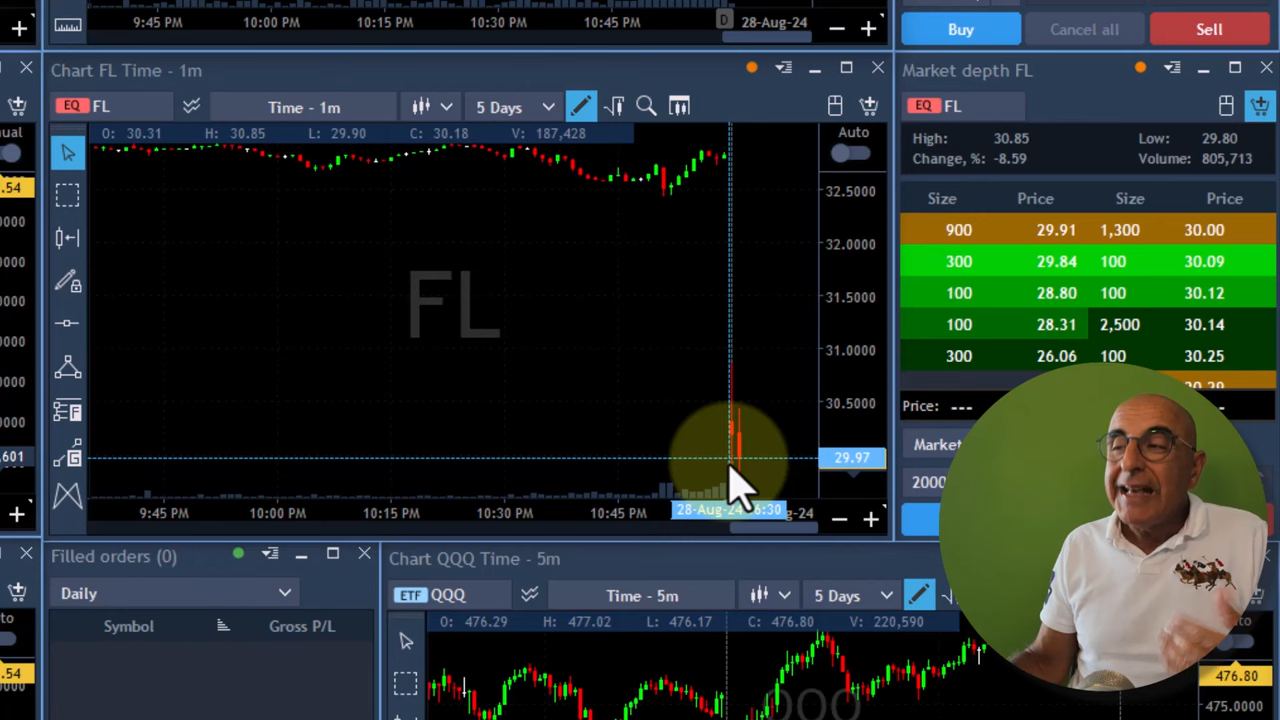 9:45 PM 10:00 PM 10:15 PM 10:30 PM 10:45 PM D 28-Aug-24
Buy Cancel all Sell
Chart FL Time - 1m
EQ FL Time - 1m 5 Days
O: 30.31 H: 30.85 L: 29.90 C: 30.18 V: 187,428
Auto
32.5000
32.0000
31.5000
31.0000
30.5000
29.97
FL
9:45 PM 10:00 PM 10:15 PM 10:30 PM 10:45 PM
Market depth FL
EQ FL
High: 30.85 Low: 29.80
Change, %: -8.59 Volume: 805,713
Size Price Size Price
900 29.91 1,300 30.00
300 29.84 100 30.09
100 28.80 100 30.12
100 28.31 2,500 30.14
300 26.06 100 30.25
Price: ---
Market
2000
.54
,601
.54
Filled orders (0)
Daily
Symbol Gross P/L
Chart QQQ Time - 5m
ETF QQQ Time - 5m 5 Days
O: 476.29 H: 477.02 L: 476.17 C: 476.80 V: 220,590
QQQ
476.80
475.0000